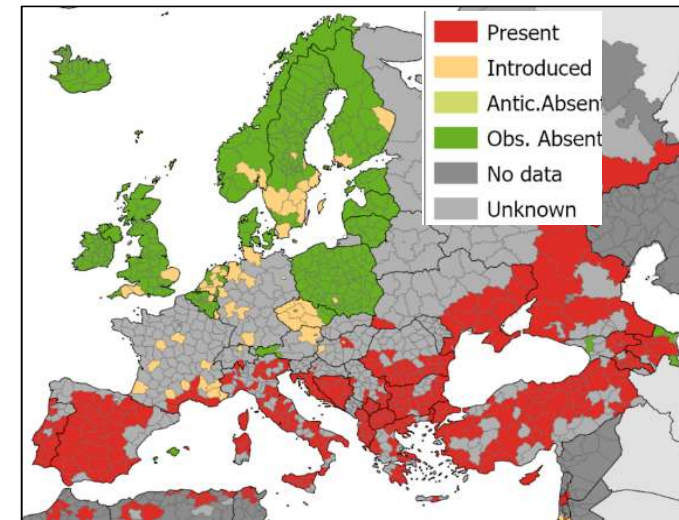 Present
Introduced
Antic.Absent
Obs. Absent
No data
Unknown